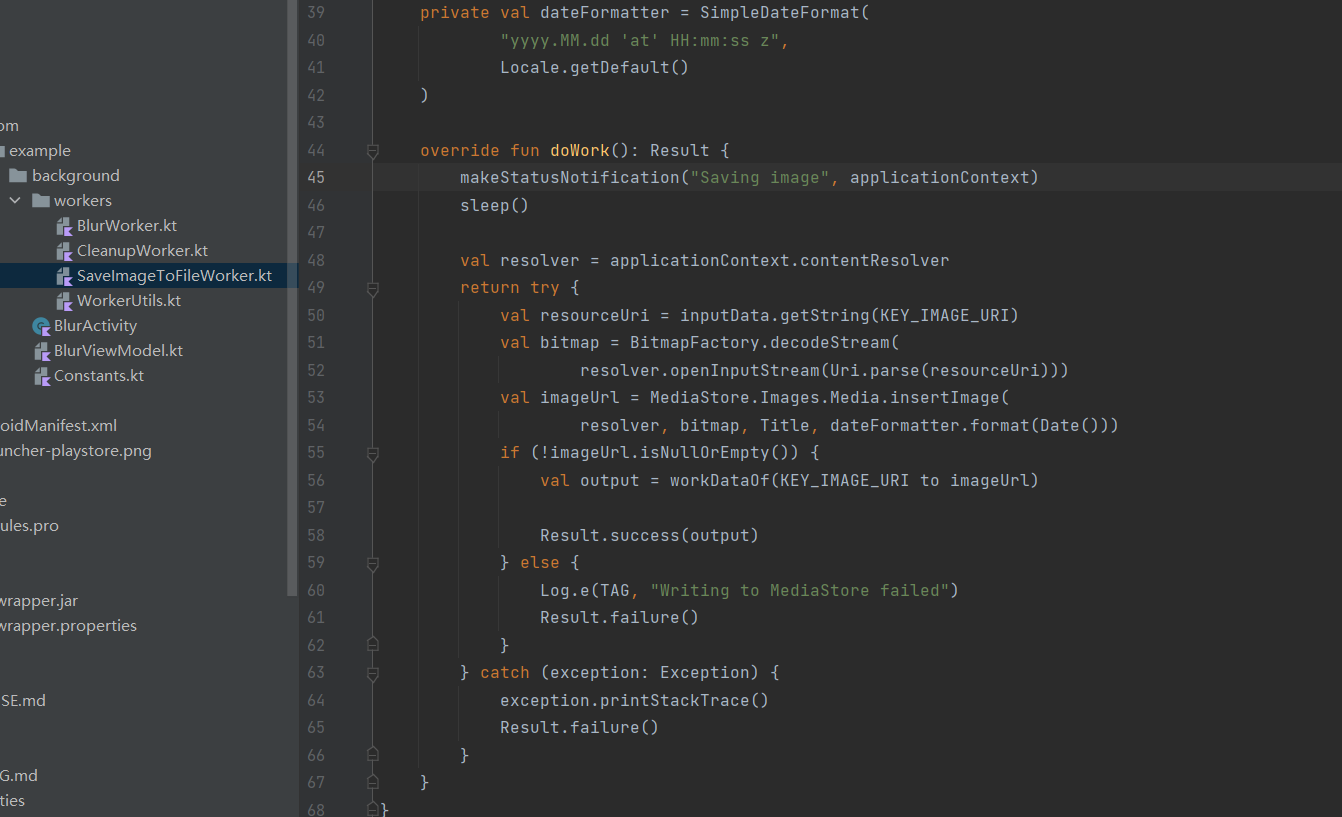 om
example
background
workers
BlurWorker.kt
CleanupWorker.kt
SaveImageToFileWorker.kt
WorkerUtils.kt
BlurActivity
BlurViewModel.kt
Constants.kt
oidManifest.xml
uncher-playstore.png
e
ules.pro
wrapper.jar
wrapper.properties
SE.md
G.md
ties
39 private val dateFormatter = SimpleDateFormat(
40 "yyyy.MM.dd 'at' HH:mm:ss z",
41 Locale.getDefault()
42 )
43
44 override fun doWork(): Result {
45 makeStatusNotification("Saving image", applicationContext)
46 sleep()
47
48 val resolver = applicationContext.contentResolver
49 return try {
50 val resourceUri = inputData.getString(KEY_IMAGE_URI)
51 val bitmap = BitmapFactory.decodeStream(
52 resolver.openInputStream(Uri.parse(resourceUri)))
53 val imageUrl = MediaStore.Images.Media.insertImage(
54 resolver, bitmap, Title, dateFormatter.format(Date()))
55 if (!imageUrl.isNullOrEmpty()) {
56 val output = workDataOf(KEY_IMAGE_URI to imageUrl)
57
58 Result.success(output)
59 } else {
60 Log.e(TAG, "Writing to MediaStore failed")
61 Result.failure()
62 }
63 } catch (exception: Exception) {
64 exception.printStackTrace()
65 Result.failure()
66 }
67 }
68 }